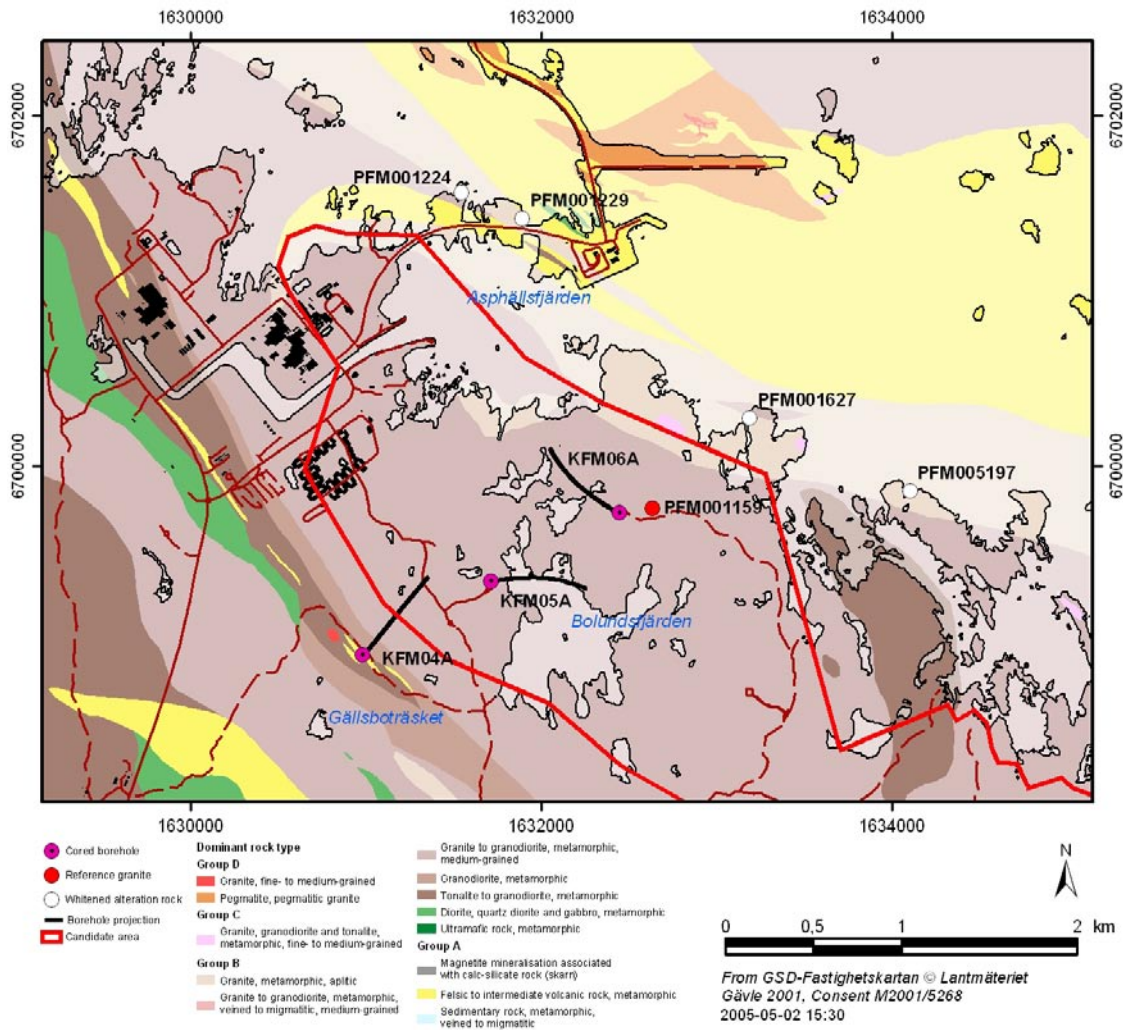 1630000
1632000
1634000
6702000
6702000
PFM001224
PFM001229
Asphällsfjärden
PFM001627
6700000
6700000
KFM06A
PFM005197
PFM001159
KFM05A
Bolundsfjärden
KFM04A
Gällsboträsket
1630000
1632000
1634000
Cored borehole
Reference granite
Whitened alteration rock
Borehole projection
Candidate area
Dominant rock type
Group D
Granite, fine- to medium-grained
Pegmatite, pegmatitic granite
Group C
Granite, granodiorite and tonalite,
metamorphic, fine- to medium-grained
Group B
Granite, metamorphic, aplitic
Granite to granodiorite, metamorphic,
veined to migmatitic, medium-grained
Granite to granodiorite, metamorphic,
medium-grained
Granodiorite, metamorphic
Tonalite to granodiorite, metamorphic
Diorite, quartz diorite and gabbro, metamorphic
Ultramafic rock, metamorphic
Group A
Magnetite mineralisation associated
with calc-silicate rock (skarn)
Felsic to intermediate volcanic rock, metamorphic
Sedimentary rock, metamorphic,
veined to migmatitic
N
0 0,5 1 2 km
From GSD-Fastighetskartan © Lantmäteriet
Gävle 2001, Consent M2001/5268
2005-05-02 15:30